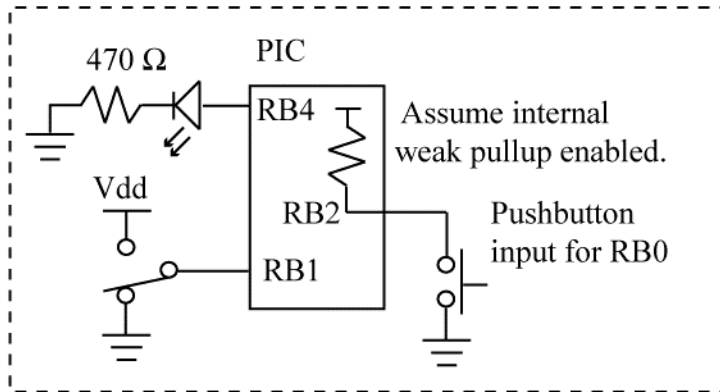 470 Ω
PIC
RB4
Assume internal
weak pullup enabled.
Vdd
RB2
Pushbutton
input for RB0
RB1